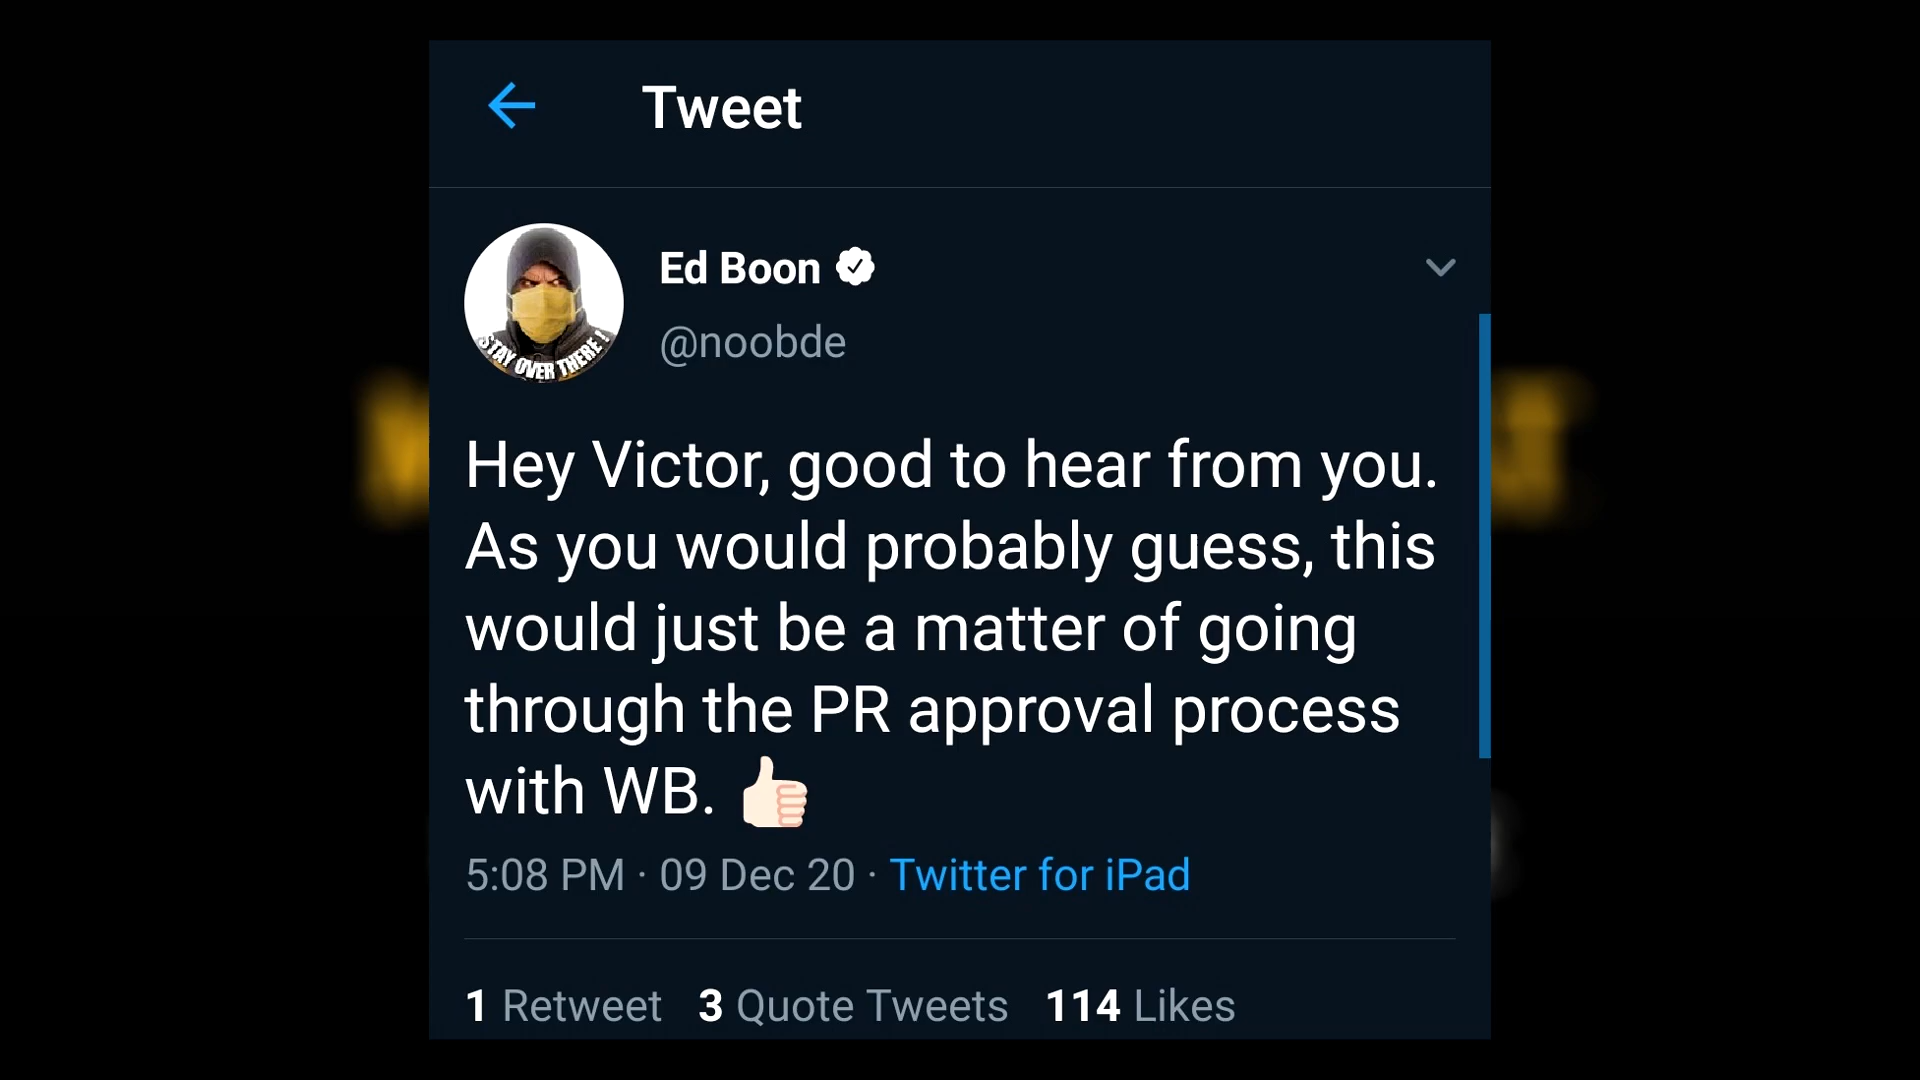 Tweet
Ed Boon
@noobde
STAY OVER THERE!
Hey Victor, good to hear from you.
As you would probably guess, this
would just be a matter of going
through the PR approval process
with WB. 👍🏻
5:08 PM · 09 Dec 20 · Twitter for iPad
1 Retweet 3 Quote Tweets 114 Likes